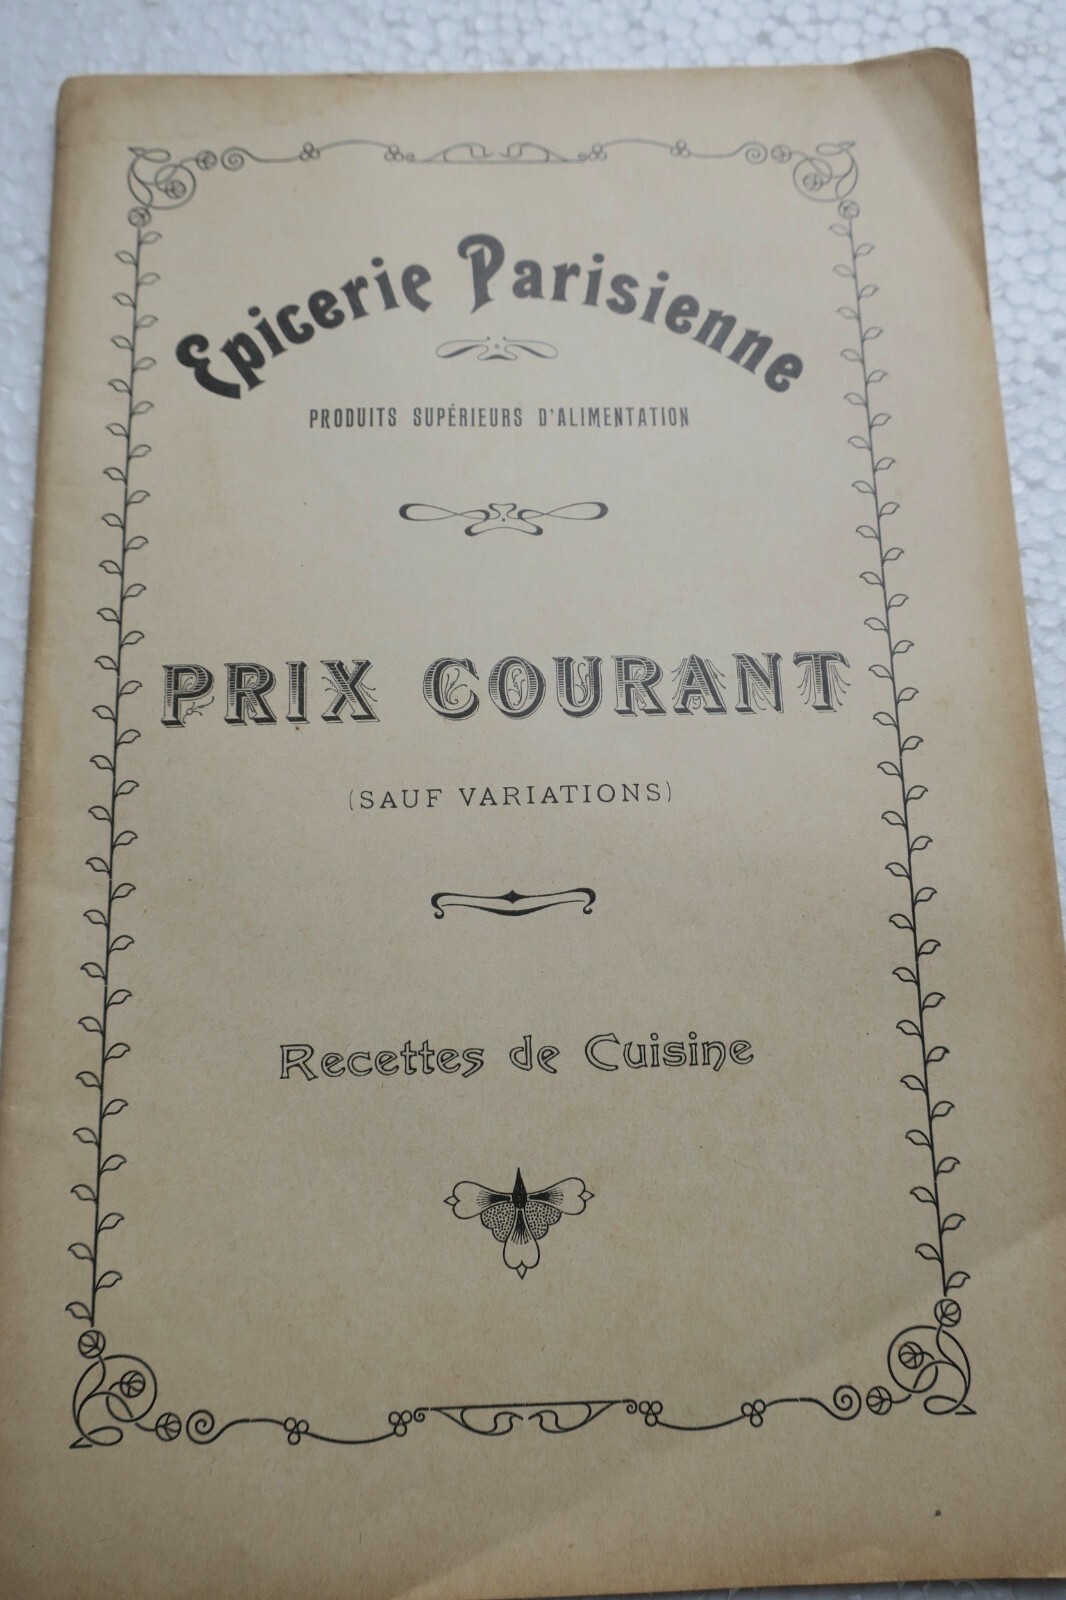 Epicerie Parisienne
PRODUITS SUPÉRIEURS D'ALIMENTATION
PRIX COURANT
(SAUF VARIATIONS)
Recettes de Cuisine